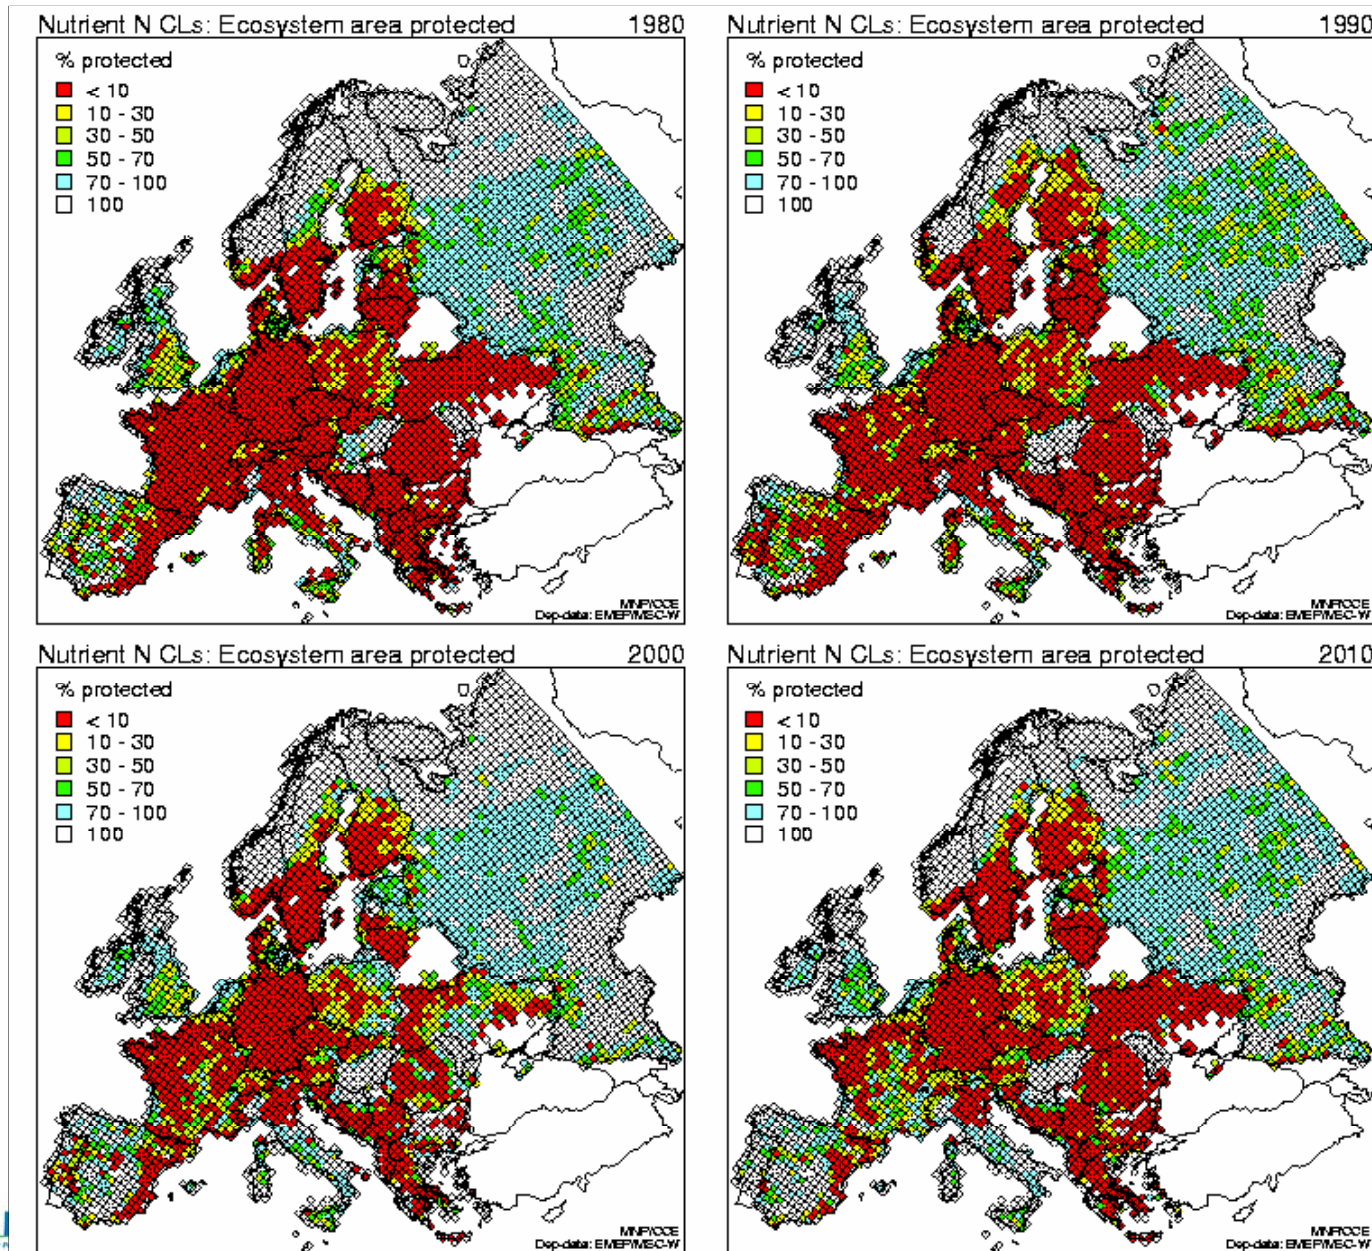 Nutrient N CLs: Ecosystem area protected 1980
% protected
< 10
10 - 30
30 - 50
50 - 70
70 - 100
100
MNP/CCE
Dep-data: EMEP/MSC-W
Nutrient N CLs: Ecosystem area protected 1990
% protected
< 10
10 - 30
30 - 50
50 - 70
70 - 100
100
MNP/CCE
Dep-data: EMEP/MSC-W
Nutrient N CLs: Ecosystem area protected 2000
% protected
< 10
10 - 30
30 - 50
50 - 70
70 - 100
100
MNP/CCE
Dep-data: EMEP/MSC-W
Nutrient N CLs: Ecosystem area protected 2010
% protected
< 10
10 - 30
30 - 50
50 - 70
70 - 100
100
MNP/CCE
Dep-data: EMEP/MSC-W